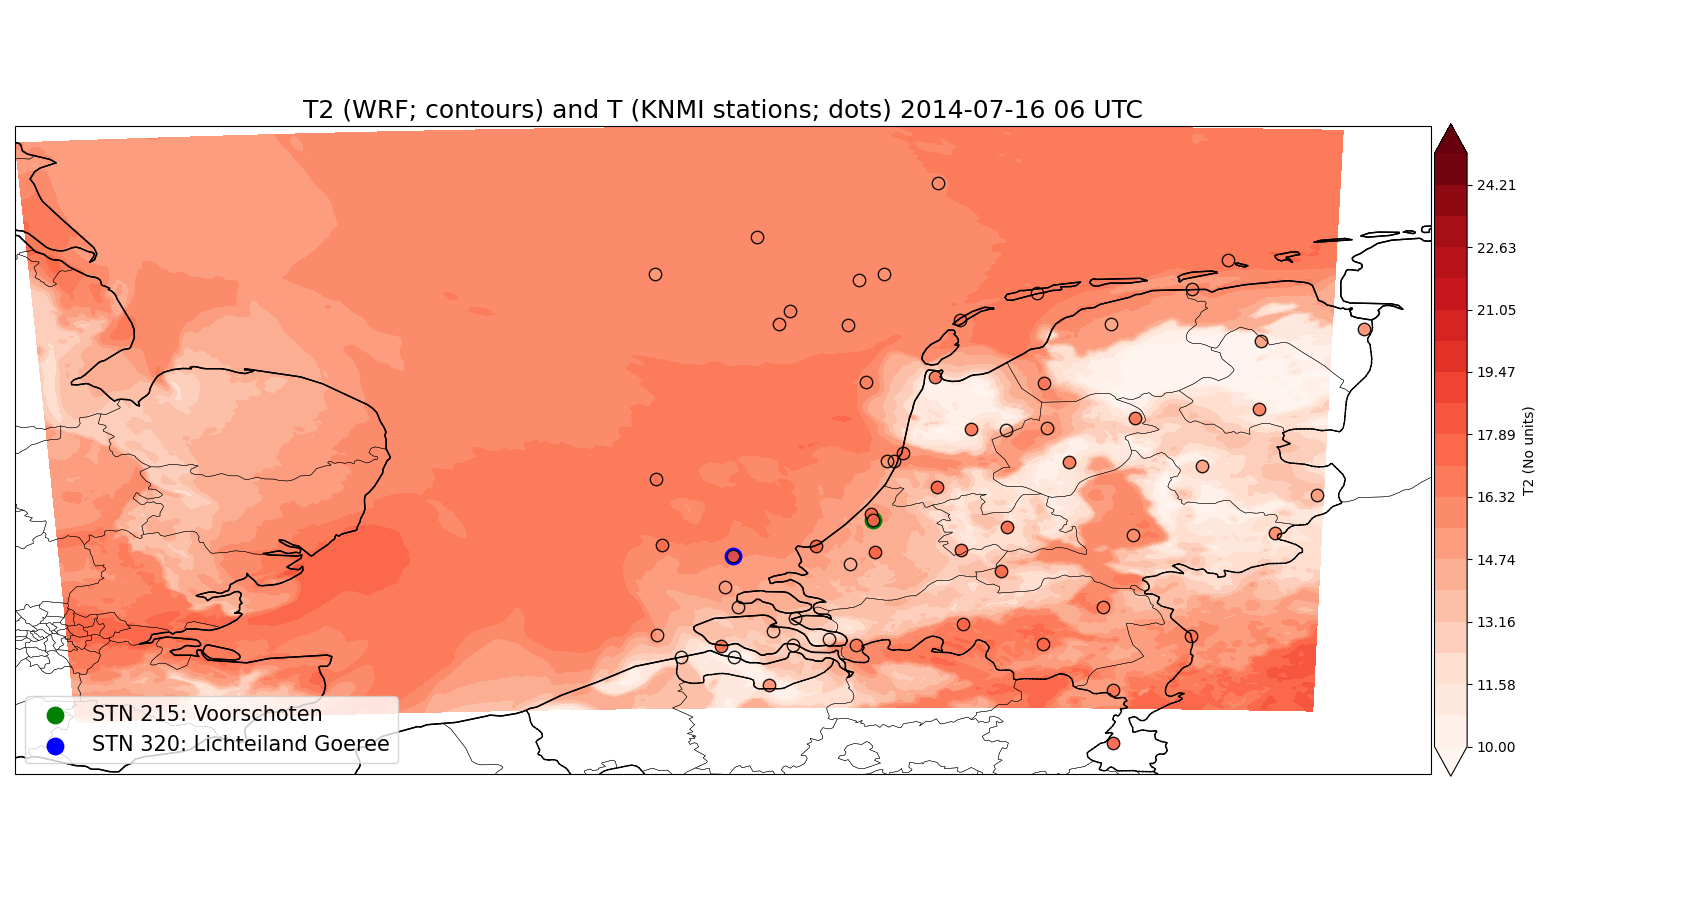 T2 (WRF; contours) and T (KNMI stations; dots) 2014-07-16 06 UTC
24.21
22.63
21.05
19.47
17.89
16.32
14.74
13.16
11.58
10.00
T2 (No units)
STN 215: Voorschoten
STN 320: Lichteiland Goeree